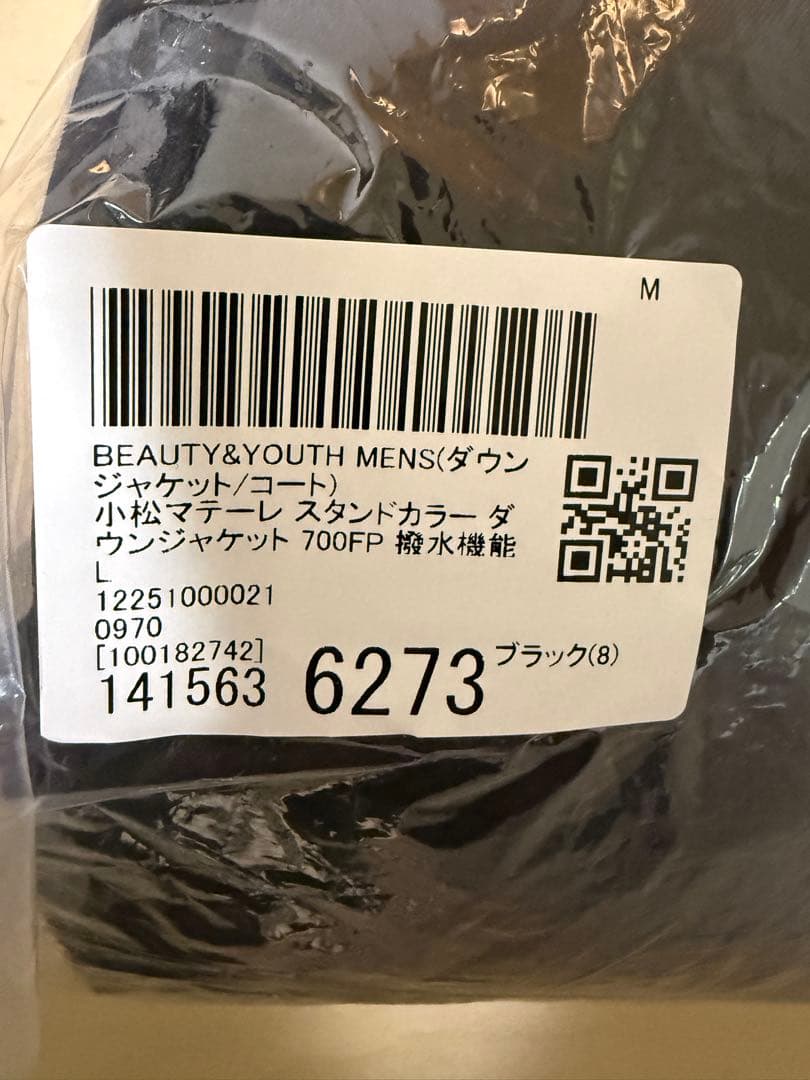 M
BEAUTY&YOUTH MENS(ダウン
ジャケット/コート)
小松マテーレ スタンドカラー ダ
ウンジャケット 700FP 撥水機能
L
12251000021
0970
[100182742]
141563 6273 ブラック(8)